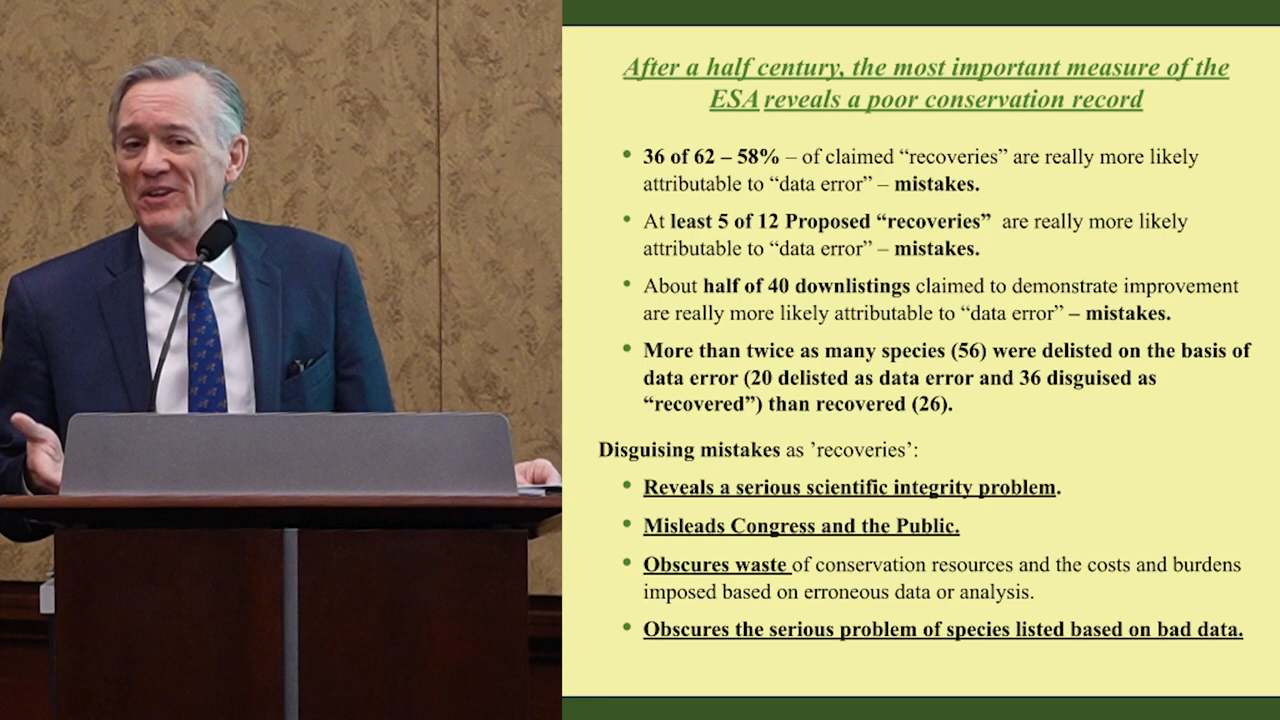 After a half century, the most important measure of the
ESA reveals a poor conservation record
• 36 of 62 – 58% – of claimed “recoveries” are really more likely
attributable to “data error” – mistakes.
• At least 5 of 12 Proposed “recoveries” are really more likely
attributable to “data error” – mistakes.
• About half of 40 downlistings claimed to demonstrate improvement
are really more likely attributable to “data error” – mistakes.
• More than twice as many species (56) were delisted on the basis of
data error (20 delisted as data error and 36 disguised as
“recovered”) than recovered (26).
Disguising mistakes as ’recoveries’:
• Reveals a serious scientific integrity problem.
• Misleads Congress and the Public.
• Obscures waste of conservation resources and the costs and burdens
imposed based on erroneous data or analysis.
• Obscures the serious problem of species listed based on bad data.